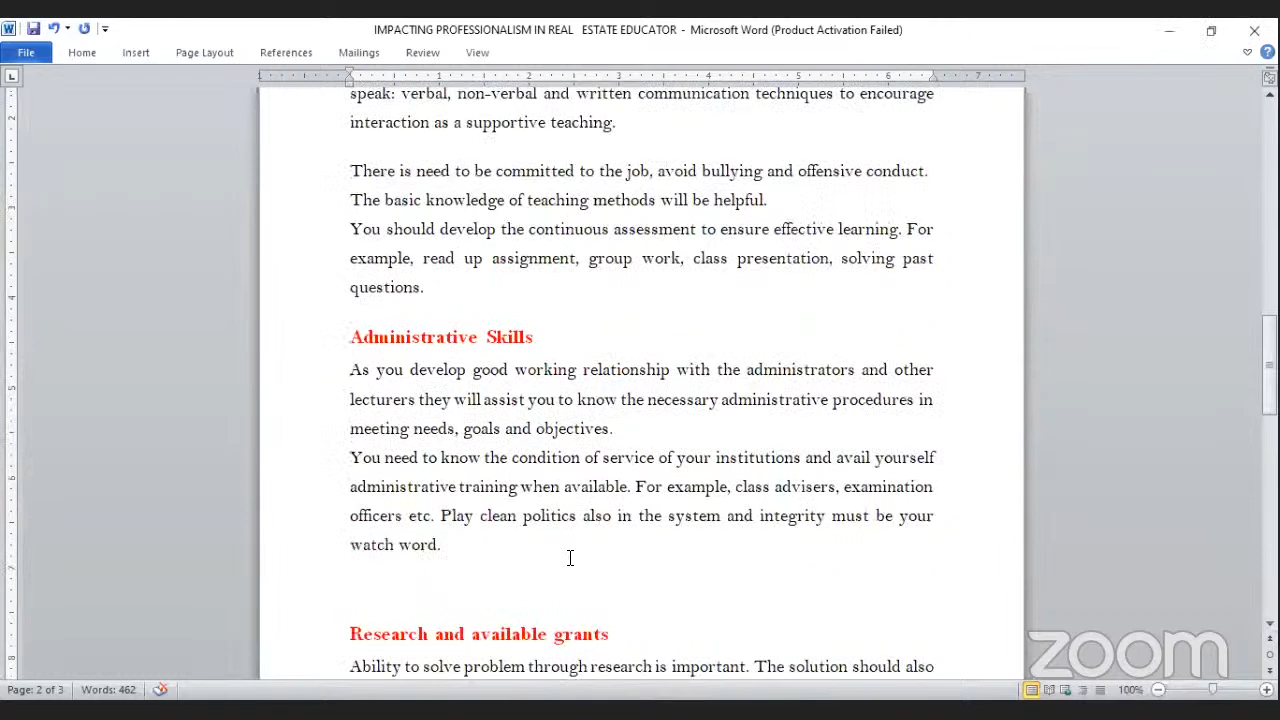 IMPACTING PROFESSIONALISM IN REAL ESTATE EDUCATOR - Microsoft Word (Product Activation Failed)
File Home Insert Page Layout References Mailings Review View
speak: verbal, non-verbal and written communication techniques to encourage
interaction as a supportive teaching.
There is need to be committed to the job, avoid bullying and offensive conduct.
The basic knowledge of teaching methods will be helpful.
You should develop the continuous assessment to ensure effective learning. For
example, read up assignment, group work, class presentation, solving past
questions.
Administrative Skills
As you develop good working relationship with the administrators and other
lecturers they will assist you to know the necessary administrative procedures in
meeting needs, goals and objectives.
You need to know the condition of service of your institutions and avail yourself
administrative training when available. For example, class advisers, examination
officers etc. Play clean politics also in the system and integrity must be your
watch word.
Research and available grants
Ability to solve problem through research is important. The solution should also
zoom
Page: 2 of 3 Words: 462 100%